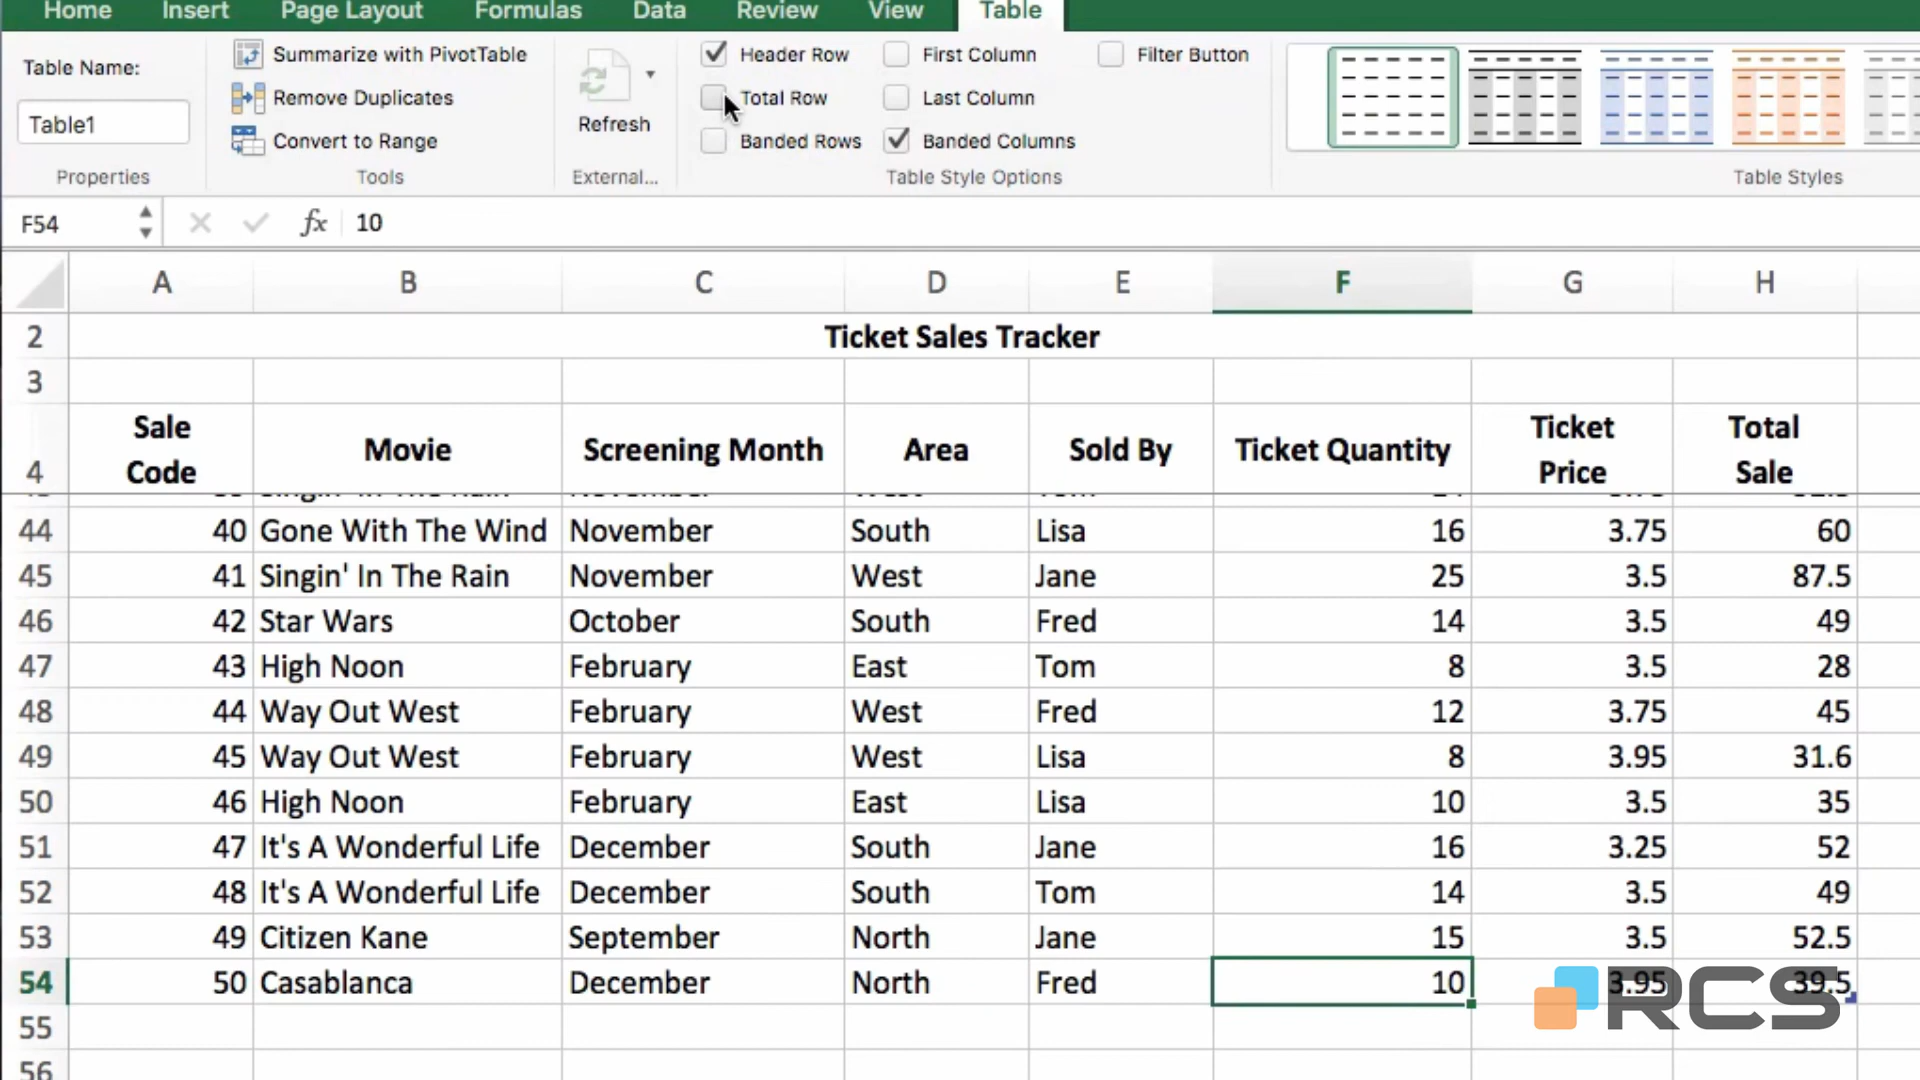 Home Insert Page Layout Formulas Data Review View Table
Table Name:
Table1
Properties
Summarize with PivotTable
Remove Duplicates
Convert to Range
Tools
Refresh
External...
Header Row First Column Filter Button
Total Row Last Column
Banded Rows Banded Columns
Table Style Options
Table Styles
F54 fx 10
A B C D E F G H
2 Ticket Sales Tracker
3
4 Sale Code Movie Screening Month Area Sold By Ticket Quantity Ticket Price Total Sale
44 40 Gone With The Wind November South Lisa 16 3.75 60
45 41 Singin' In The Rain November West Jane 25 3.5 87.5
46 42 Star Wars October South Fred 14 3.5 49
47 43 High Noon February East Tom 8 3.5 28
48 44 Way Out West February West Fred 12 3.75 45
49 45 Way Out West February West Lisa 8 3.95 31.6
50 46 High Noon February East Lisa 10 3.5 35
51 47 It's A Wonderful Life December South Jane 16 3.25 52
52 48 It's A Wonderful Life December South Tom 14 3.5 49
53 49 Citizen Kane September North Jane 15 3.5 52.5
54 50 Casablanca December North Fred 10 3.95 39.5
RCS
55
56